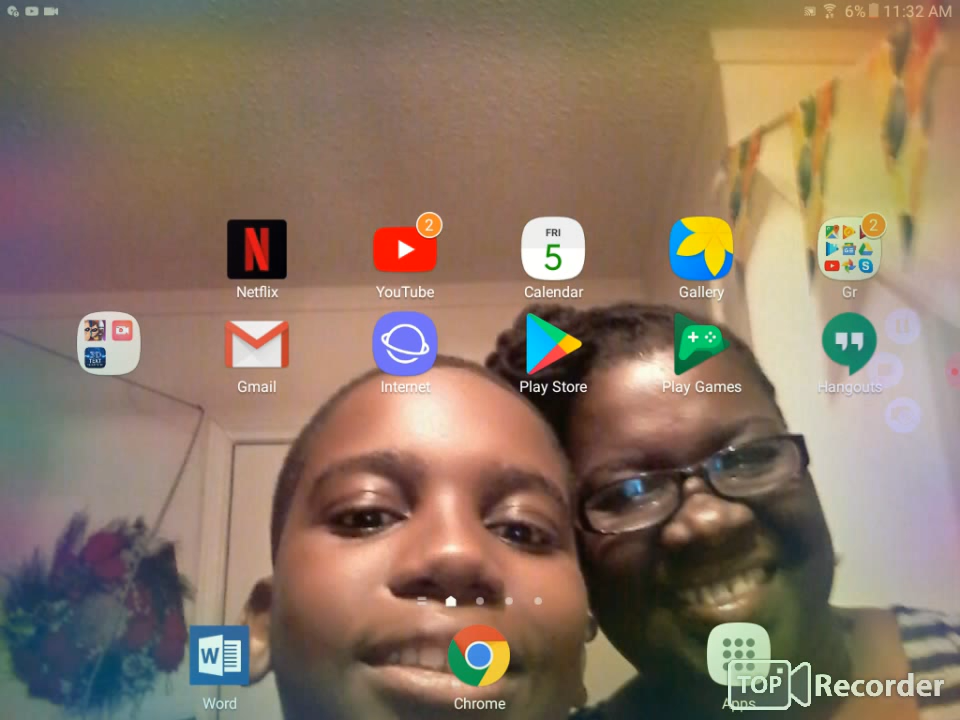 6% 11:32 AM
N
2
FRI
5
2
Netflix
YouTube
Calendar
Gallery
Gr
Gmail
Internet
Play Store
Play Games
Hangouts
W
Word
Chrome
Apps
TOP Recorder